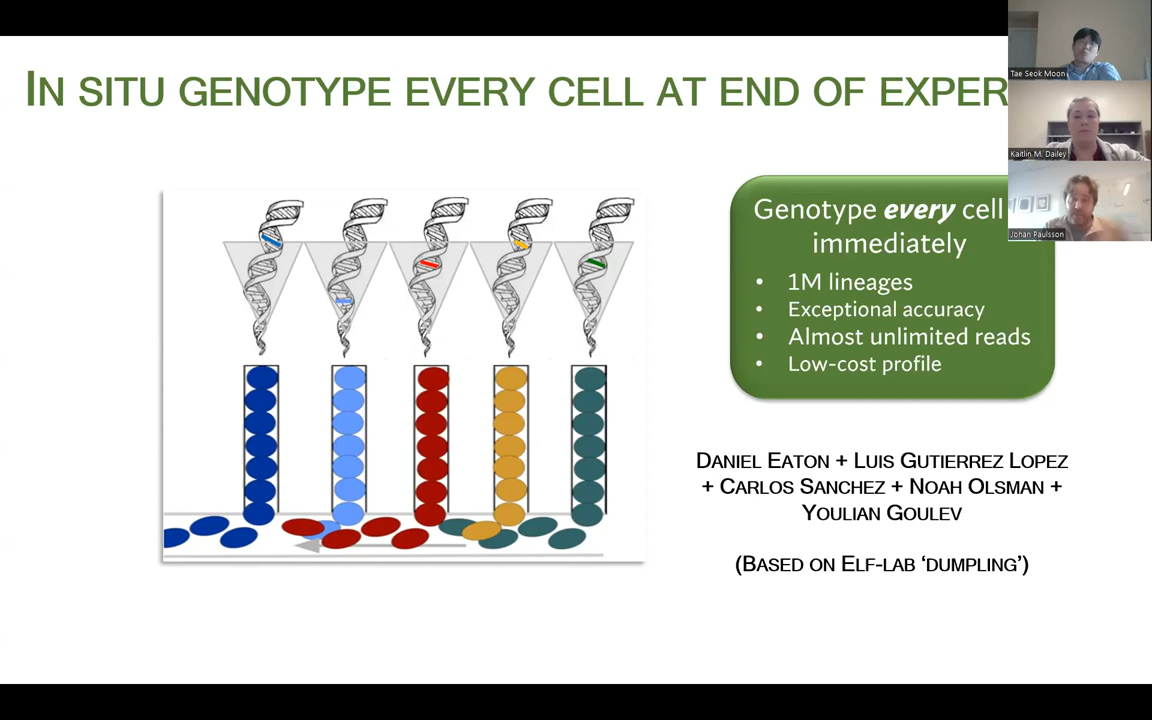 IN SITU GENOTYPE EVERY CELL AT END OF EXPER
Tae Seok Moon
Kaitlin M. Dailey
Johan Paulsson
Genotype every cell
immediately
• 1M lineages
• Exceptional accuracy
• Almost unlimited reads
• Low-cost profile
DANIEL EATON + LUIS GUTIERREZ LOPEZ
+ CARLOS SANCHEZ + NOAH OLSMAN +
YOULIAN GOULEV
(BASED ON ELF-LAB ‘DUMPLING’)